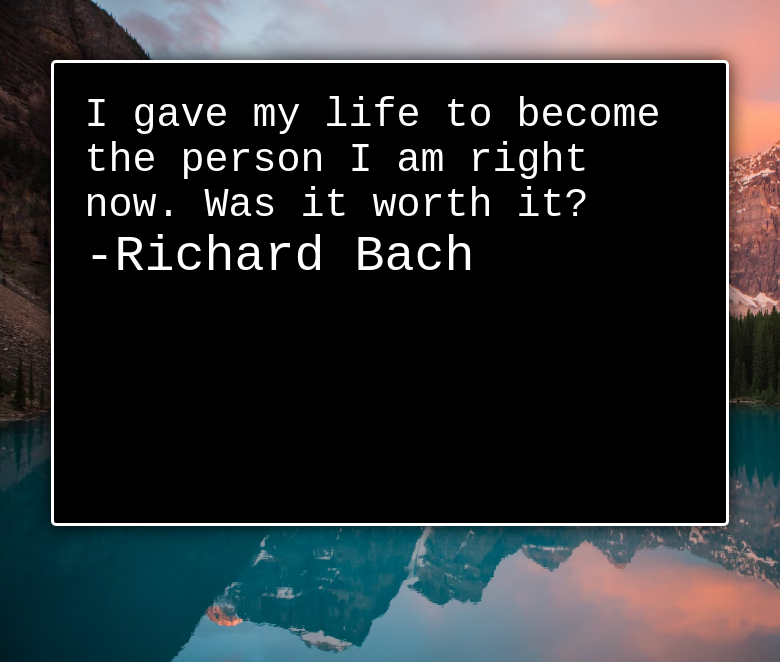 I gave my life to become
the person I am right
now. Was it worth it?
-Richard Bach